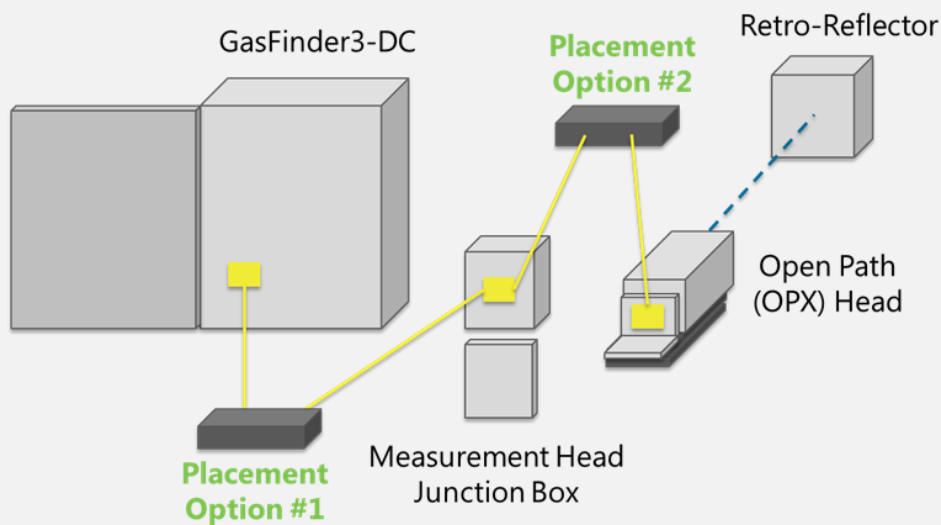 GasFinder3-DC
Placement
Option #2
Retro-Reflector
Open Path
(OPX) Head
Measurement Head
Junction Box
Placement
Option #1